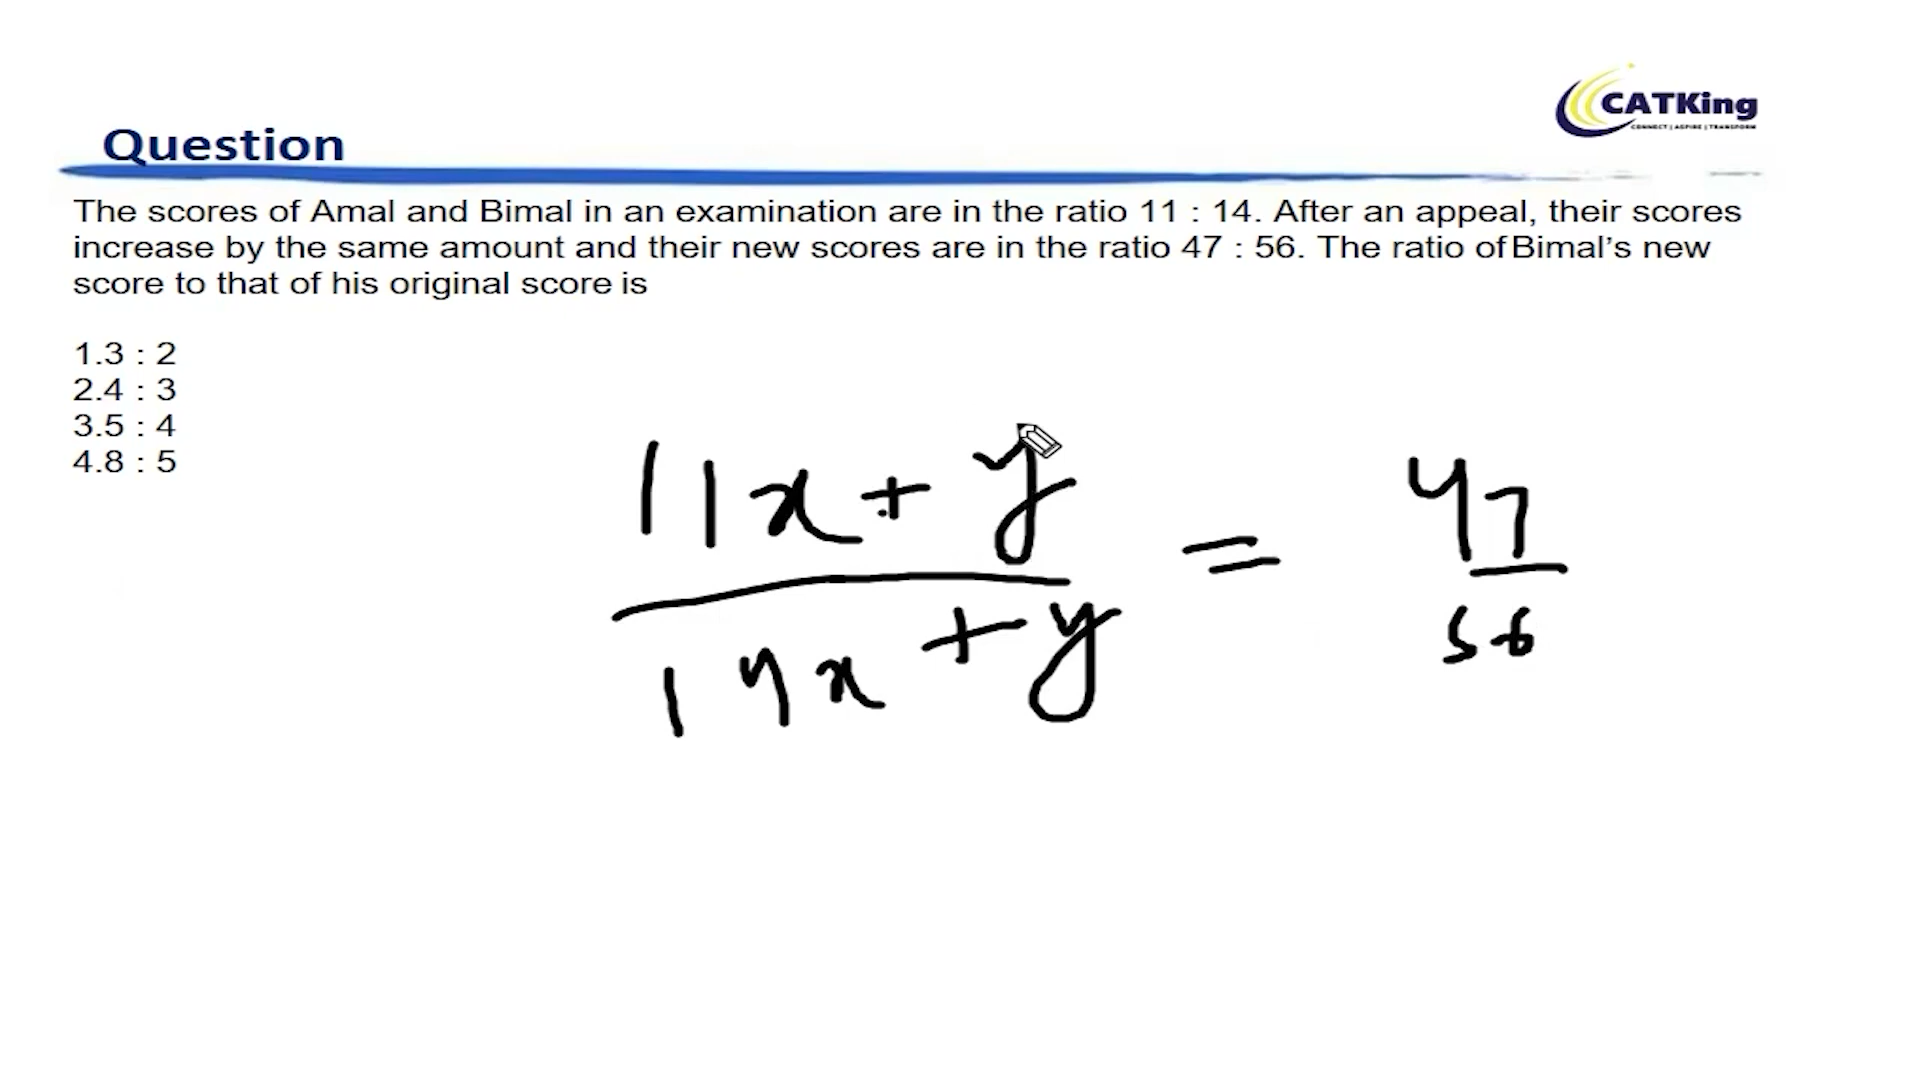 CATKing
CONNECT | ASPIRE | TRANSFORM
Question
The scores of Amal and Bimal in an examination are in the ratio 11 : 14. After an appeal, their scores
increase by the same amount and their new scores are in the ratio 47 : 56. The ratio of Bimal’s new
score to that of his original score is
1.3 : 2
2.4 : 3
3.5 : 4
4.8 : 5
11x + y
14x + y
=
47
56